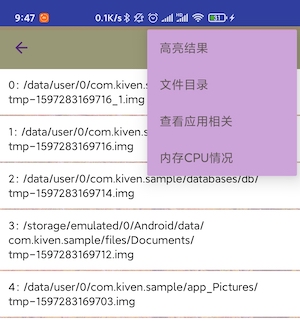 9:47
0.1K/s
31
高亮结果
文件目录
查看应用相关
内存CPU情况
0: /data/user/0/com.kiven.s
tmp-1597283169716_1.img
1: /data/user/0/com.kiven.s
tmp-1597283169716.img
2: /data/user/0/com.kiven.sample/databases/db/
tmp-1597283169714.img
3: /storage/emulated/0/Android/data/
com.kiven.sample/files/Documents/
tmp-1597283169712.img
4: /data/user/0/com.kiven.sample/app_Pictures/
tmp-1597283169703.img